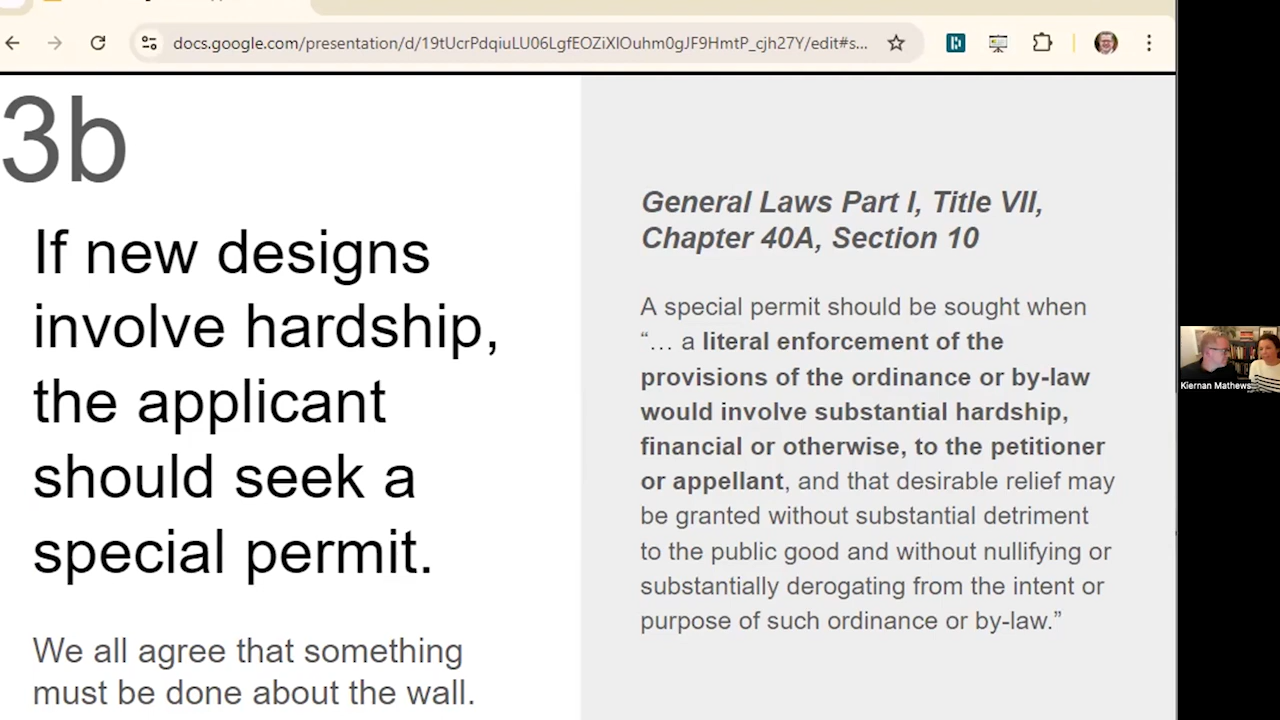 docs.google.com/presentation/d/19tUcrPdqiuLU06LgfEOZiXlOuhm0gJF9HmtP_cjh27Y/edit#s...
3b
If new designs
involve hardship,
the applicant
should seek a
special permit.
We all agree that something
must be done about the wall.
General Laws Part I, Title VII,
Chapter 40A, Section 10
A special permit should be sought when
“… a literal enforcement of the
provisions of the ordinance or by-law
would involve substantial hardship,
financial or otherwise, to the petitioner
or appellant, and that desirable relief may
be granted without substantial detriment
to the public good and without nullifying or
substantially derogating from the intent or
purpose of such ordinance or by-law.”
Kiernan Mathews